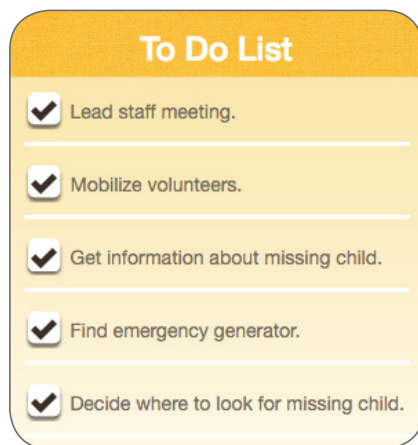 To Do List
Lead staff meeting.
Mobilize volunteers.
Get information about missing child.
Find emergency generator.
Decide where to look for missing child.